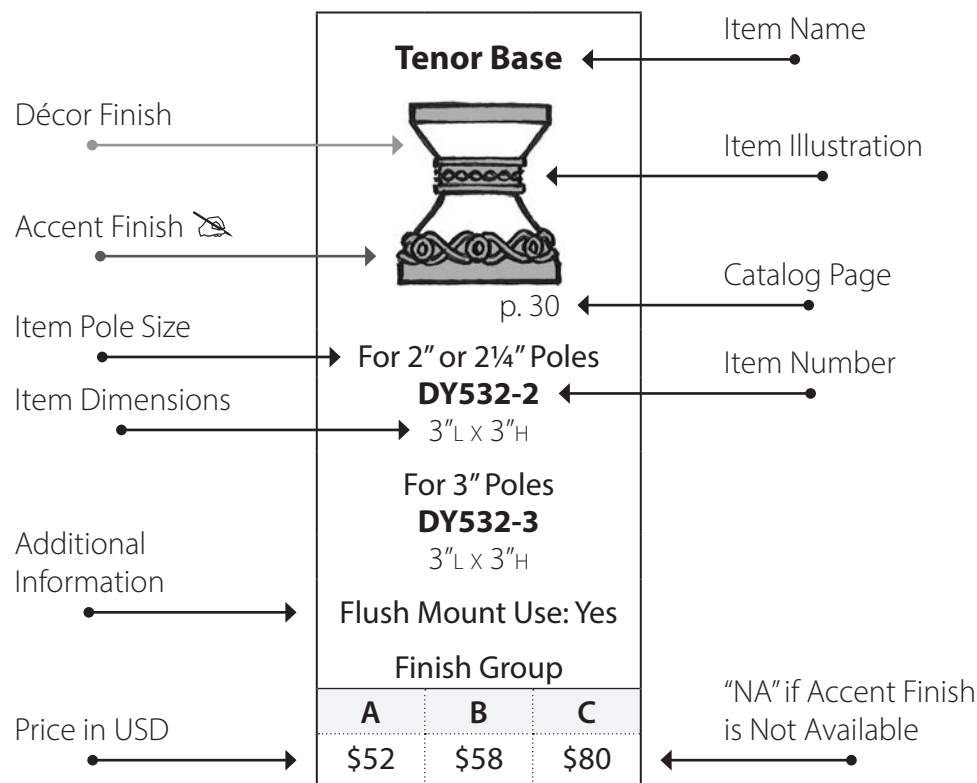 Item Name
Tenor Base
Décor Finish
Item Illustration
Accent Finish
Catalog Page
p. 30
Item Pole Size
For 2” or 2¼” Poles
Item Number
DY532-2
Item Dimensions
3”L X 3”H
For 3” Poles
DY532-3
3”L X 3”H
Additional
Information
Flush Mount Use: Yes
Finish Group
A B C
“NA” if Accent Finish
is Not Available
Price in USD
$52 $58 $80